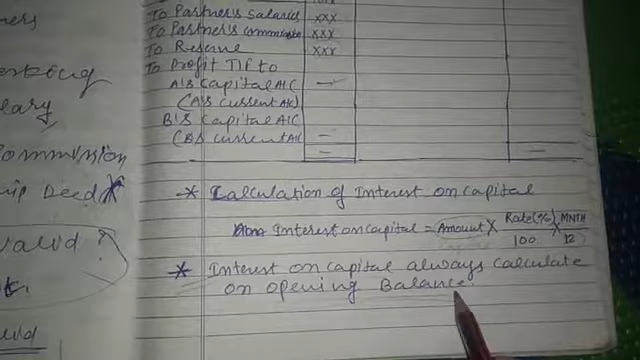 To Partner's salaries xxx
To Partner's commission xxx
To Reserve xxx
To Profit T/F to
A's capital A/C
(A's current A/C)
B's capital A/C
(B's current A/C
* Calculation of Interest on capital
Interest on capital = Amount × Rate(%)/100 × MNTH/12
* Interest on capital always calculate
on opening Balance.